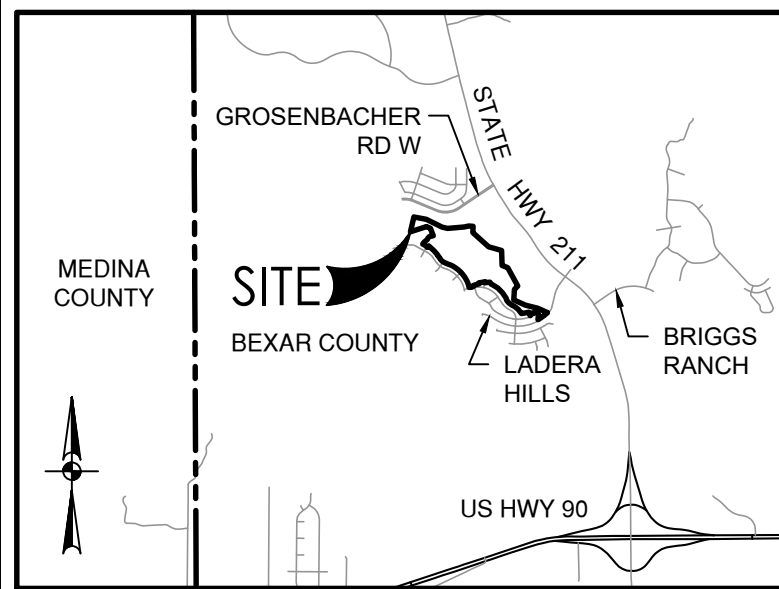 GROSENBACHER
RD W
STATE HWY 211
MEDINA
COUNTY
SITE
BEXAR COUNTY
LADERA
HILLS
BRIGGS
RANCH
US HWY 90